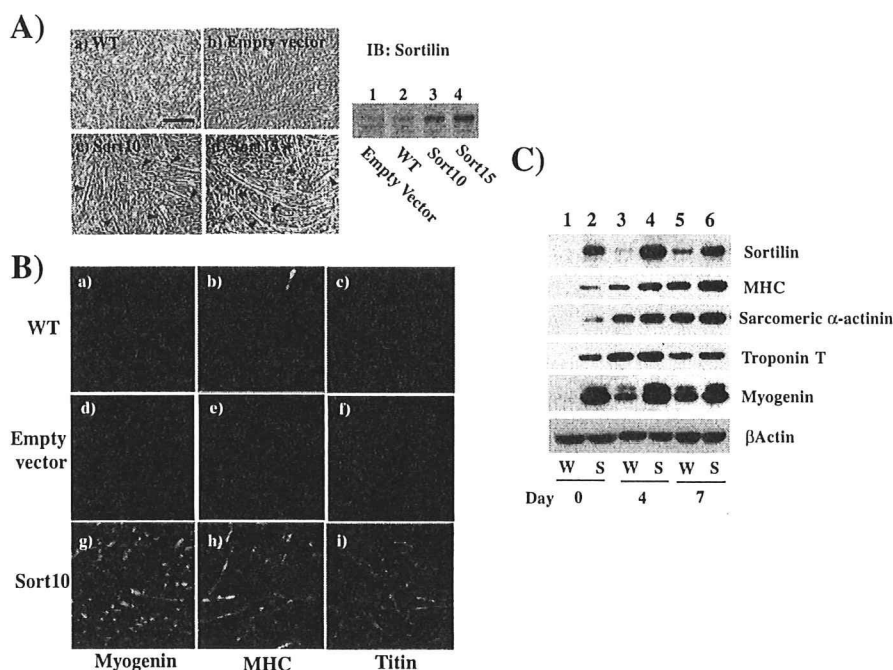 A)
a) WT
b) Empty vector
c) Sort10
d) Sort15
IB: Sortilin
1 2 3 4
Empty Vector
WT
Sort10
Sort15
B)
WT
a) b) c)
Empty vector
d) e) f)
Sort10
g) h) i)
Myogenin MHC Titin
C)
1 2 3 4 5 6
Sortilin
MHC
Sarcomeric α-actinin
Troponin T
Myogenin
βActin
W S W S W S
Day 0 4 7